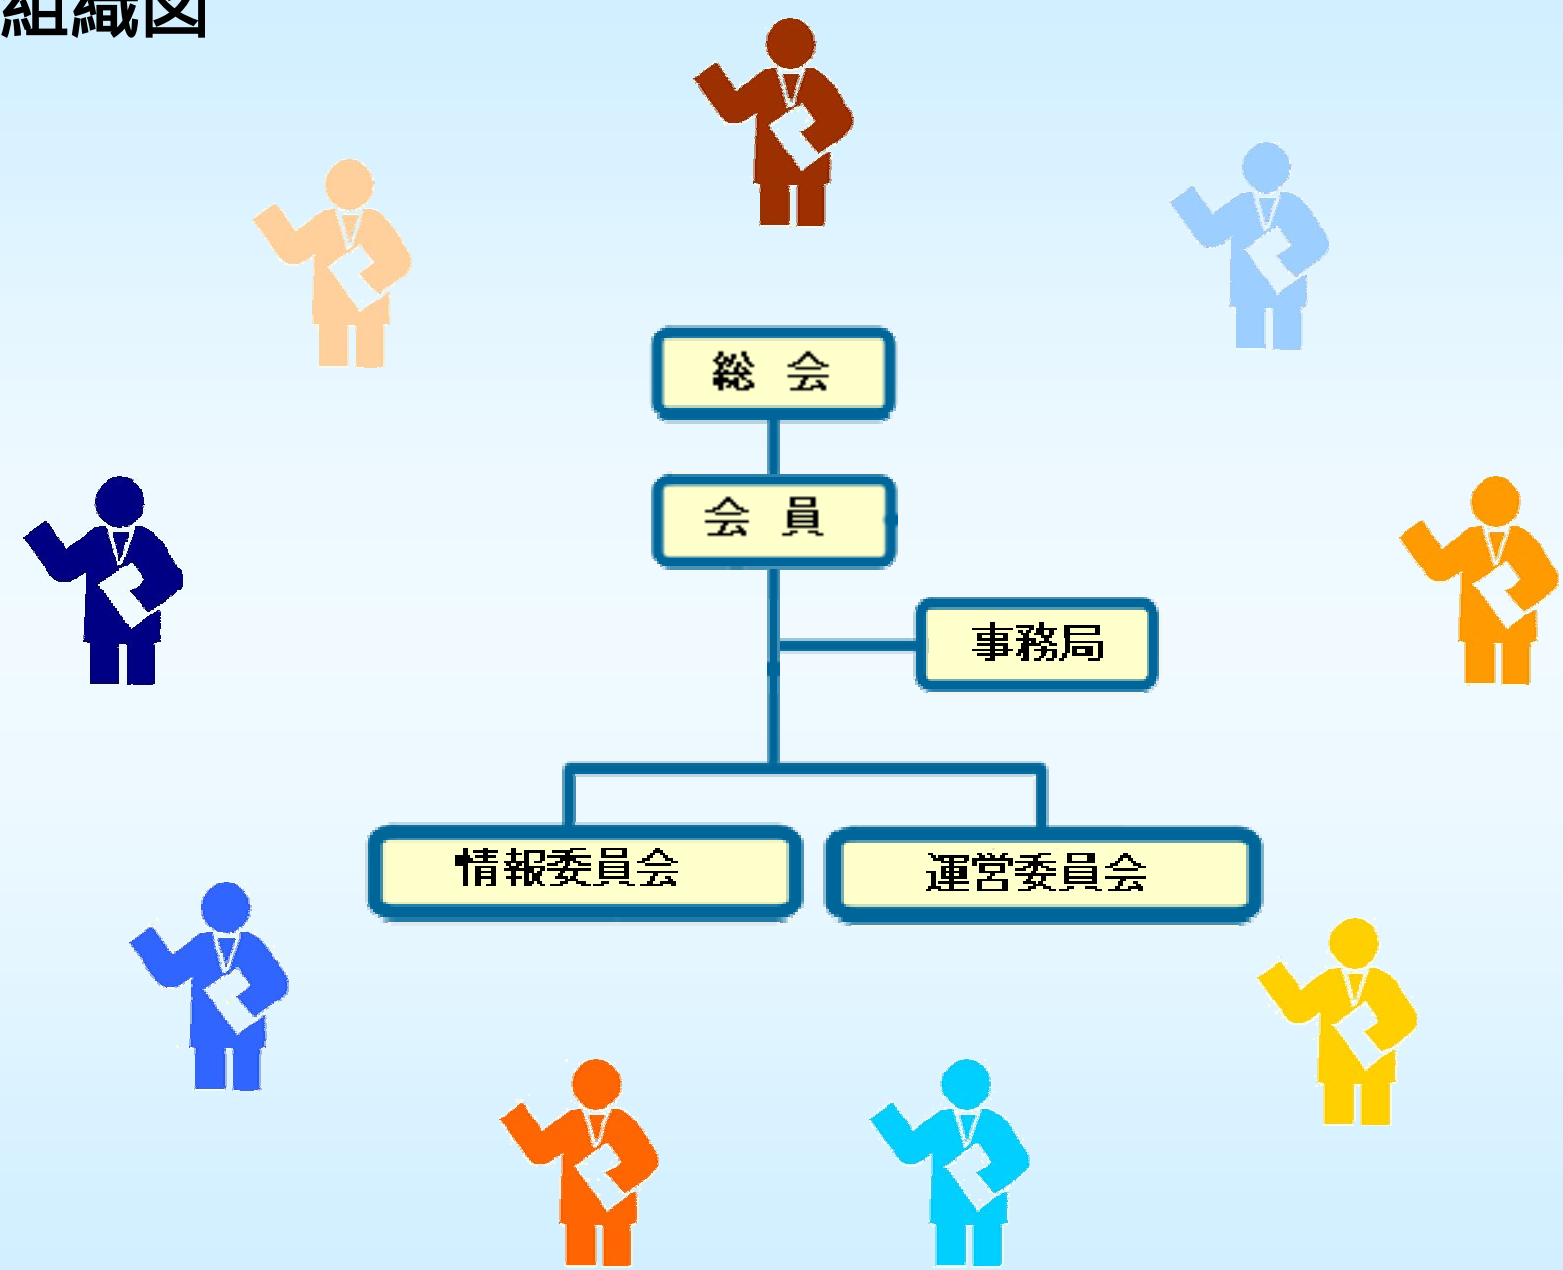 組織図
総 会
会 員
事務局
情報委員会
運営委員会